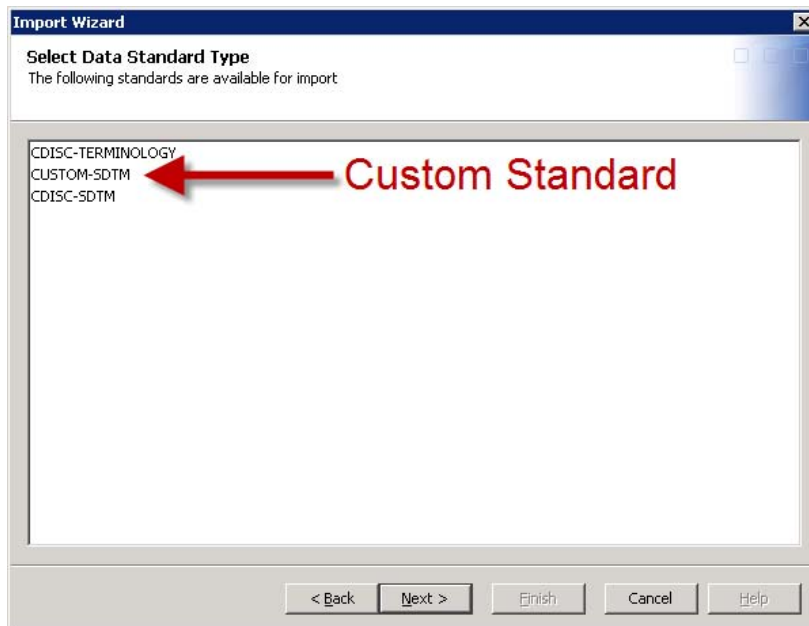 Import Wizard
Select Data Standard Type
The following standards are available for import
CDISC-TERMINOLOGY
CUSTOM-SDTM
CDISC-SDTM
Custom Standard
< Back
Next >
Finish
Cancel
Help